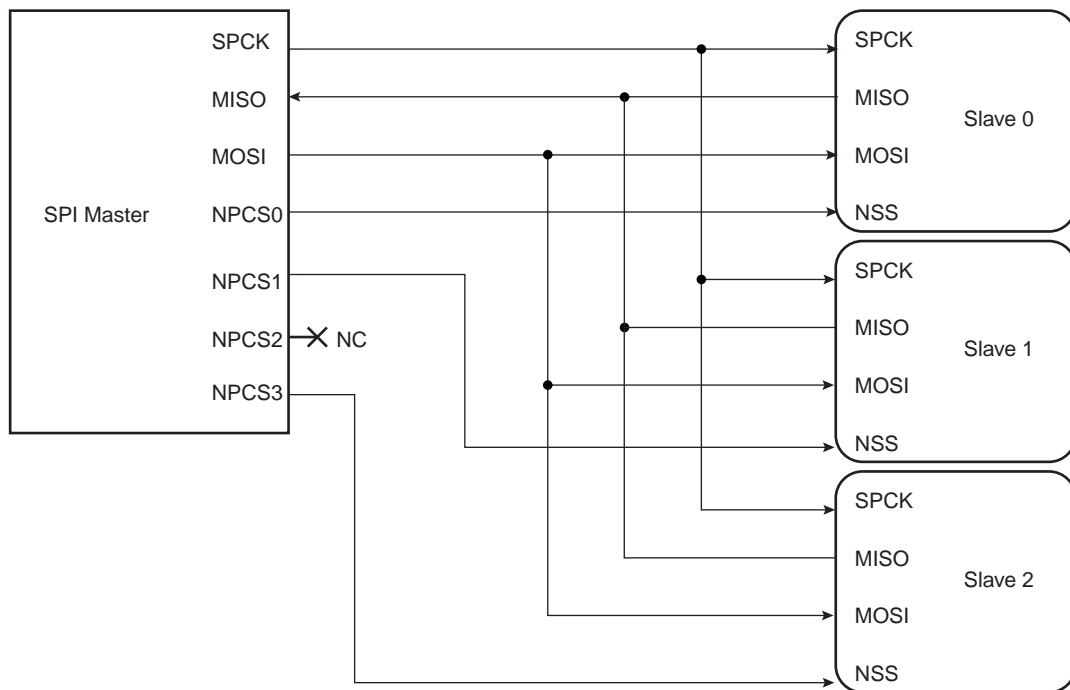 SPI Master
SPCK
MISO
MOSI
NPCS0
NPCS1
NPCS2
NC
NPCS3
SPCK
MISO
Slave 0
MOSI
NSS
SPCK
MISO
Slave 1
MOSI
NSS
SPCK
MISO
Slave 2
MOSI
NSS